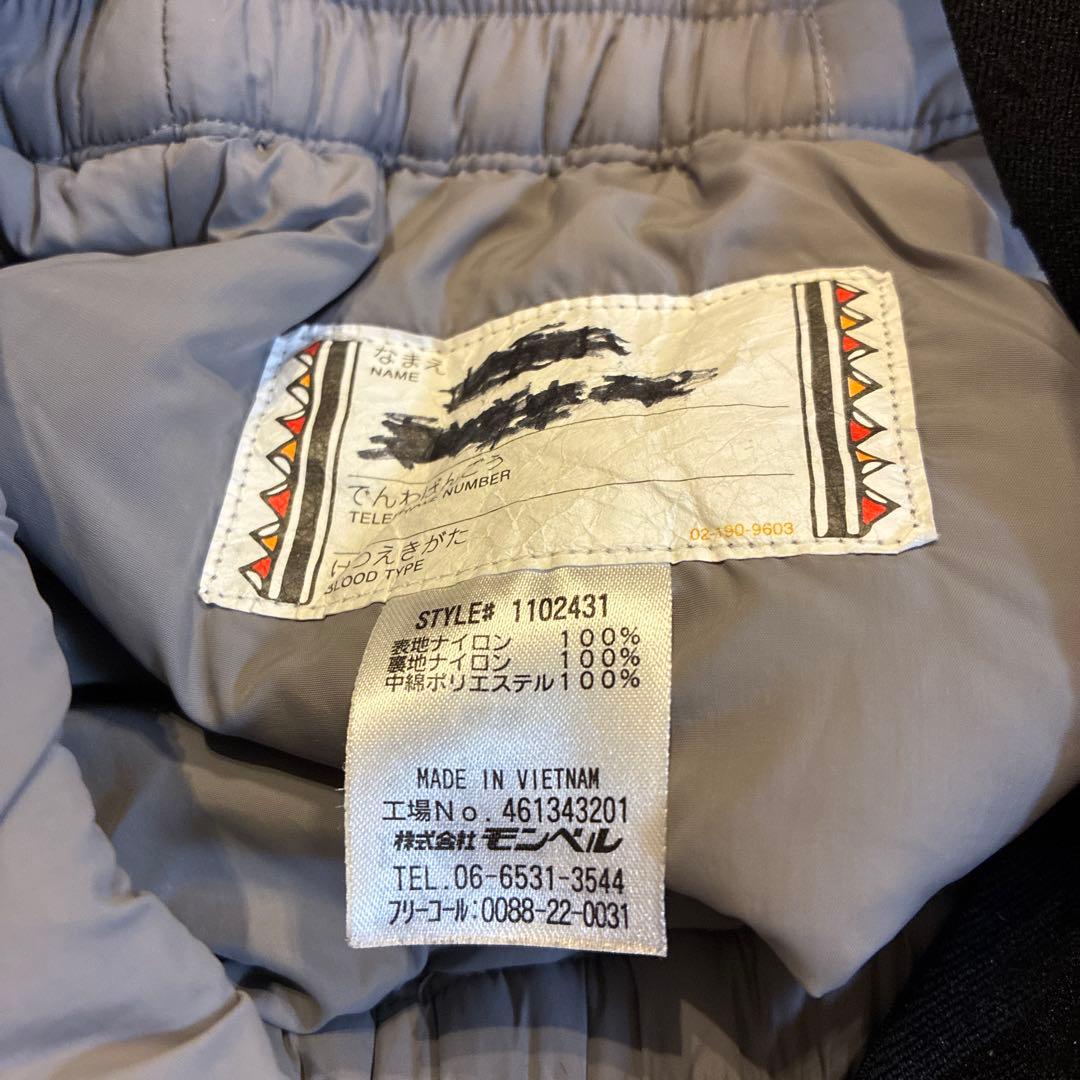 なまえ
NAME
でんわばんごう
TELEPHONE NUMBER
けつえきがた
BLOOD TYPE
02-190-9603
STYLE# 1102431
表地ナイロン 100%
裏地ナイロン 100%
中綿ポリエステル100%
MADE IN VIETNAM
工場No. 461343201
株式会社 モンベル
TEL.06-6531-3544
フリーコール:0088-22-0031